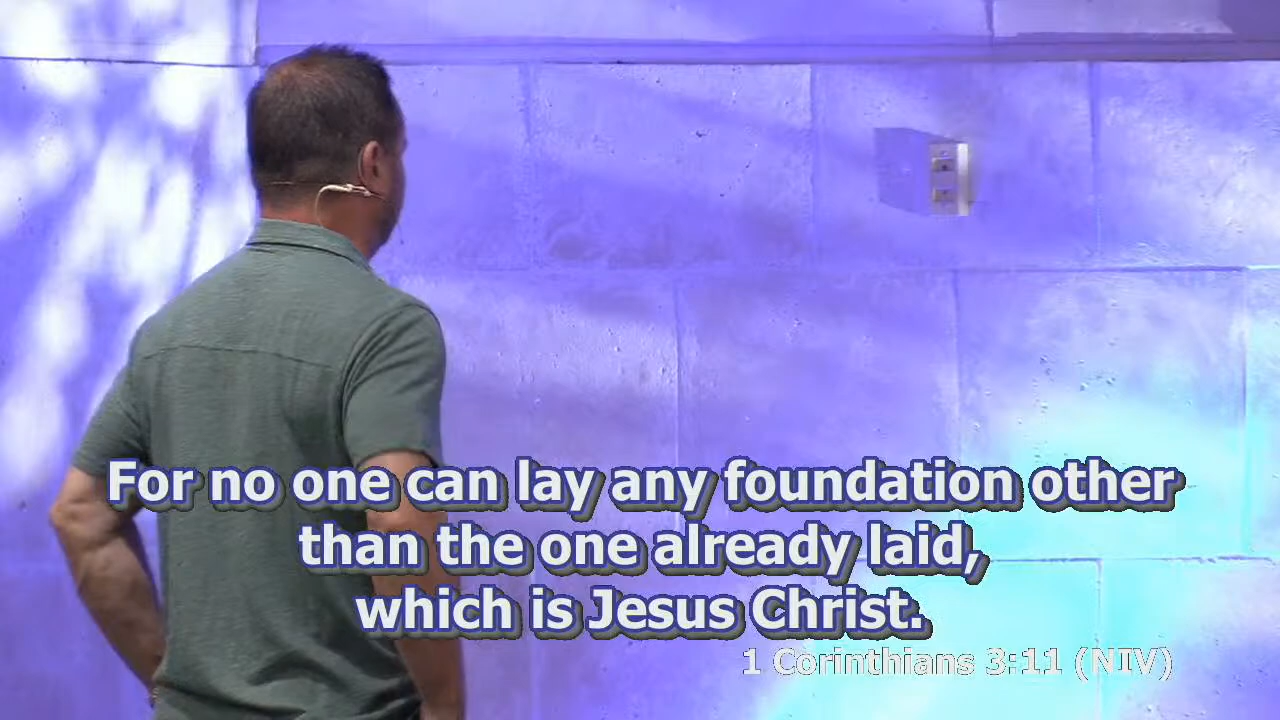 For no one can lay any foundation other
than the one already laid,
which is Jesus Christ.
1 Corinthians 3:11 (NIV)